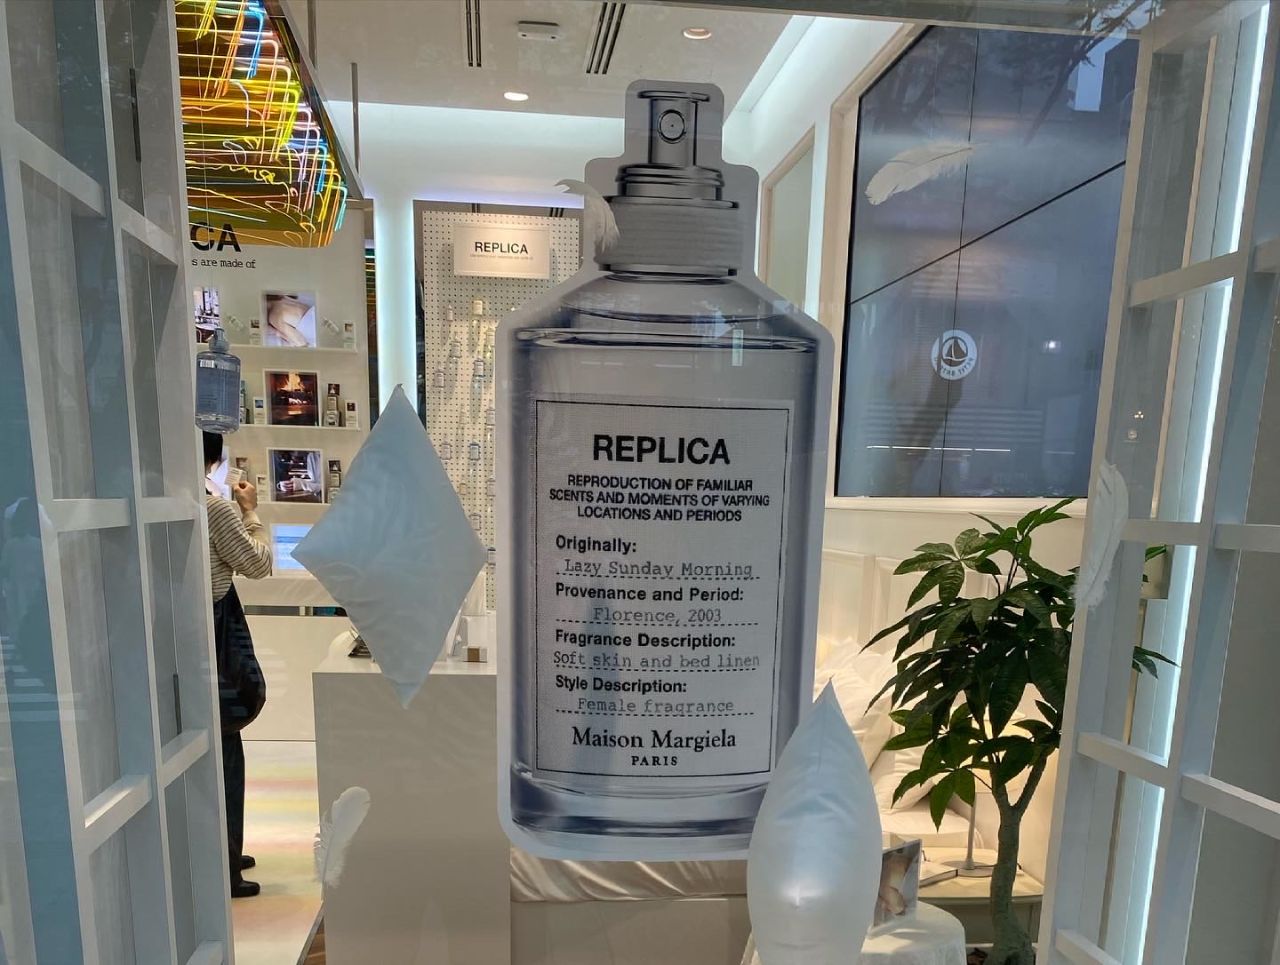 CA
s are made of
REPLICA
REPLICA
REPRODUCTION OF FAMILIAR
SCENTS AND MOMENTS OF VARYING
LOCATIONS AND PERIODS
Originally:
Lazy Sunday Morning
Provenance and Period:
Florence, 2003
Fragrance Description:
Soft skin and bed linen
Style Description:
Female fragrance
Maison Margiela
PARIS